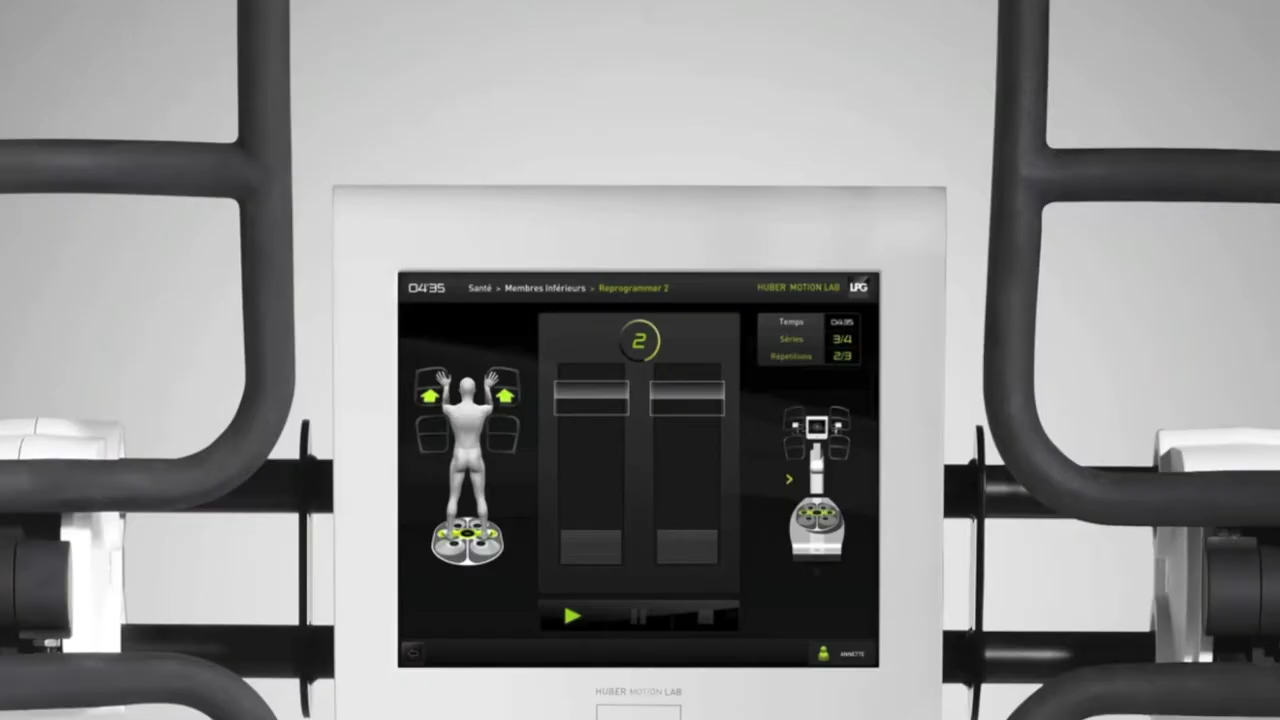 04:35 Santé > Membres Inférieurs > Reprogrammer 2 HUBER MOTION LAB LPG
2
Temps 04:35
Séries 3/4
Répétitions 2/3
ANNETTE
HUBER MOTION LAB